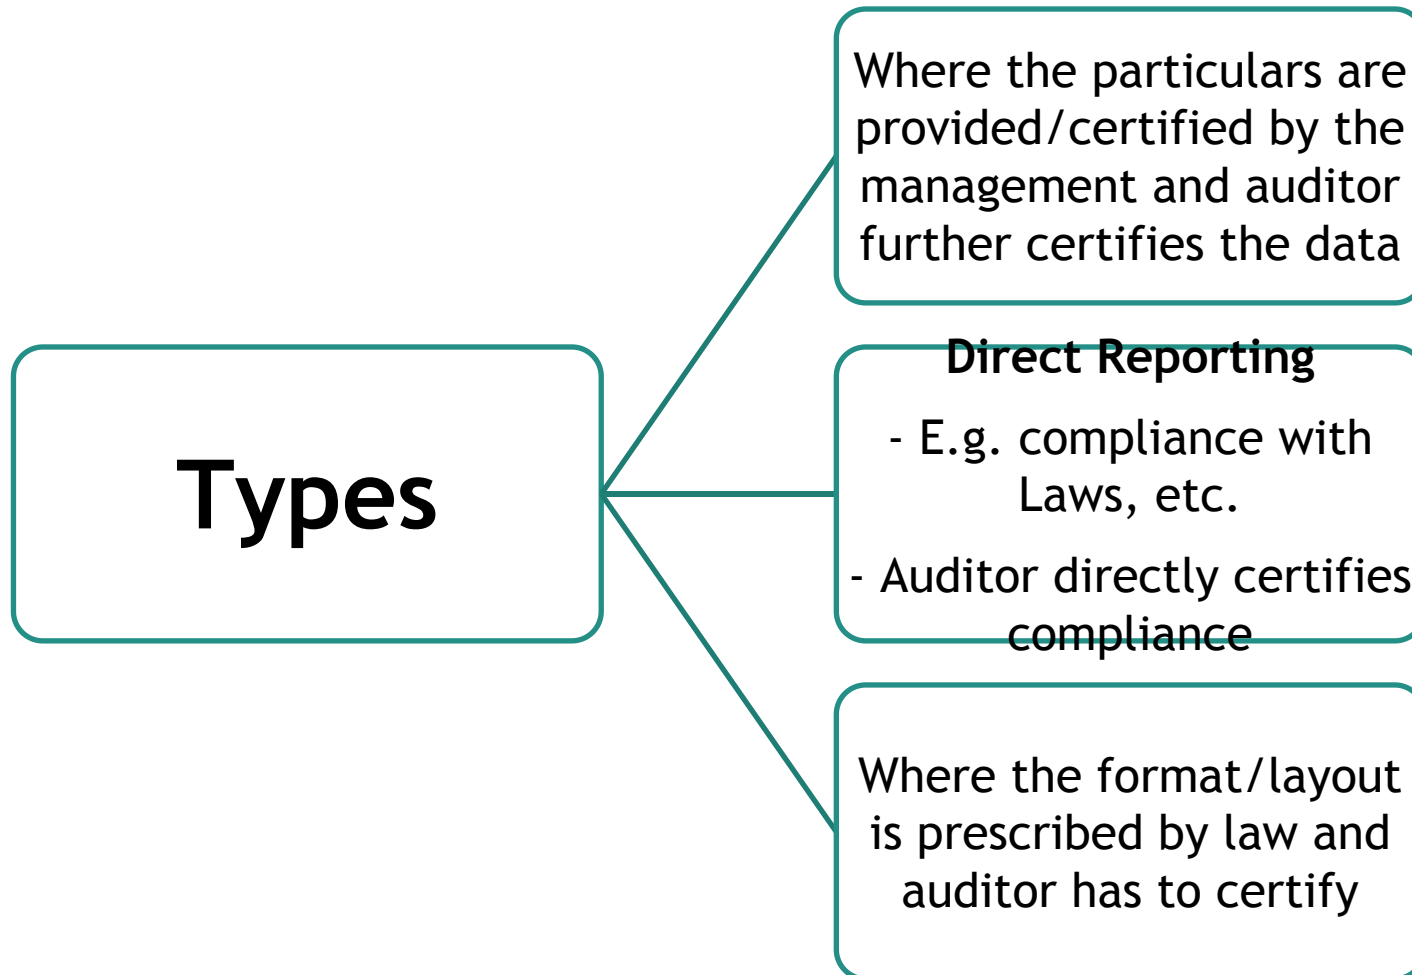 Types
Where the particulars are
provided/certified by the
management and auditor
further certifies the data
Direct Reporting
- E.g. compliance with
Laws, etc.
- Auditor directly certifies
compliance
Where the format/layout
is prescribed by law and
auditor has to certify